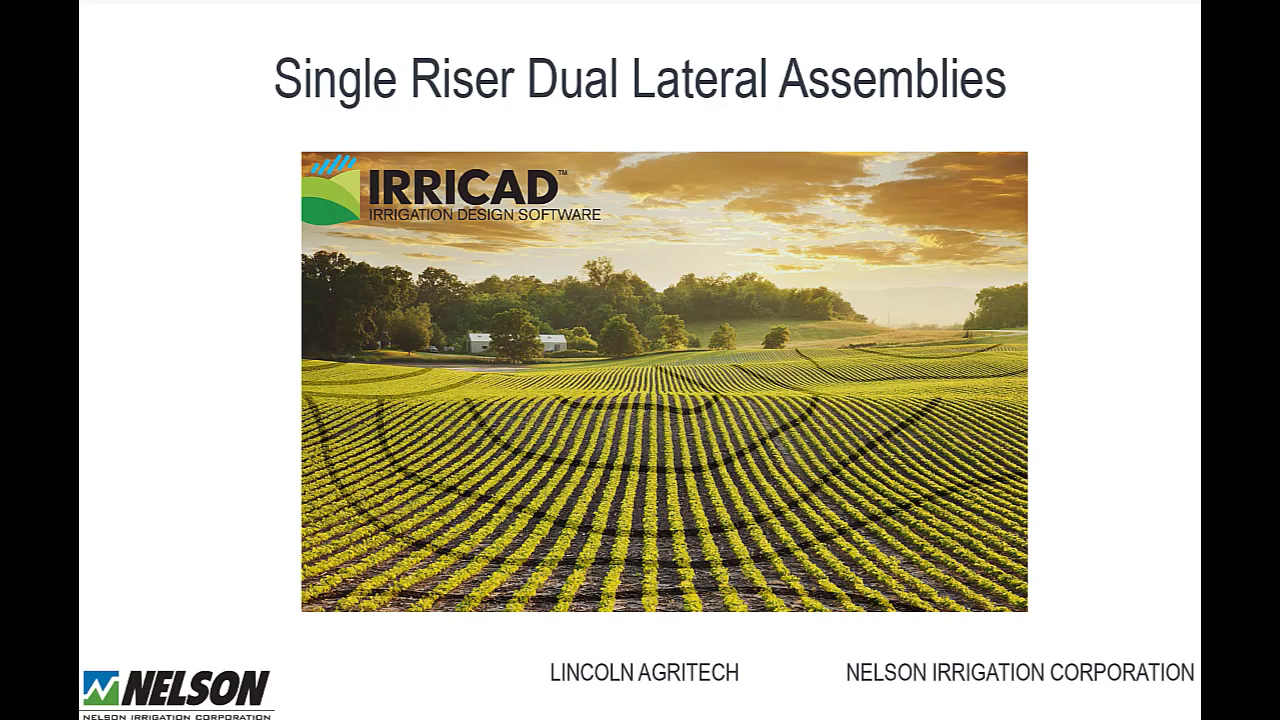 Single Riser Dual Lateral Assemblies
IRRICAD™
IRRIGATION DESIGN SOFTWARE
NELSON
NELSON IRRIGATION CORPORATION
LINCOLN AGRITECH
NELSON IRRIGATION CORPORATION